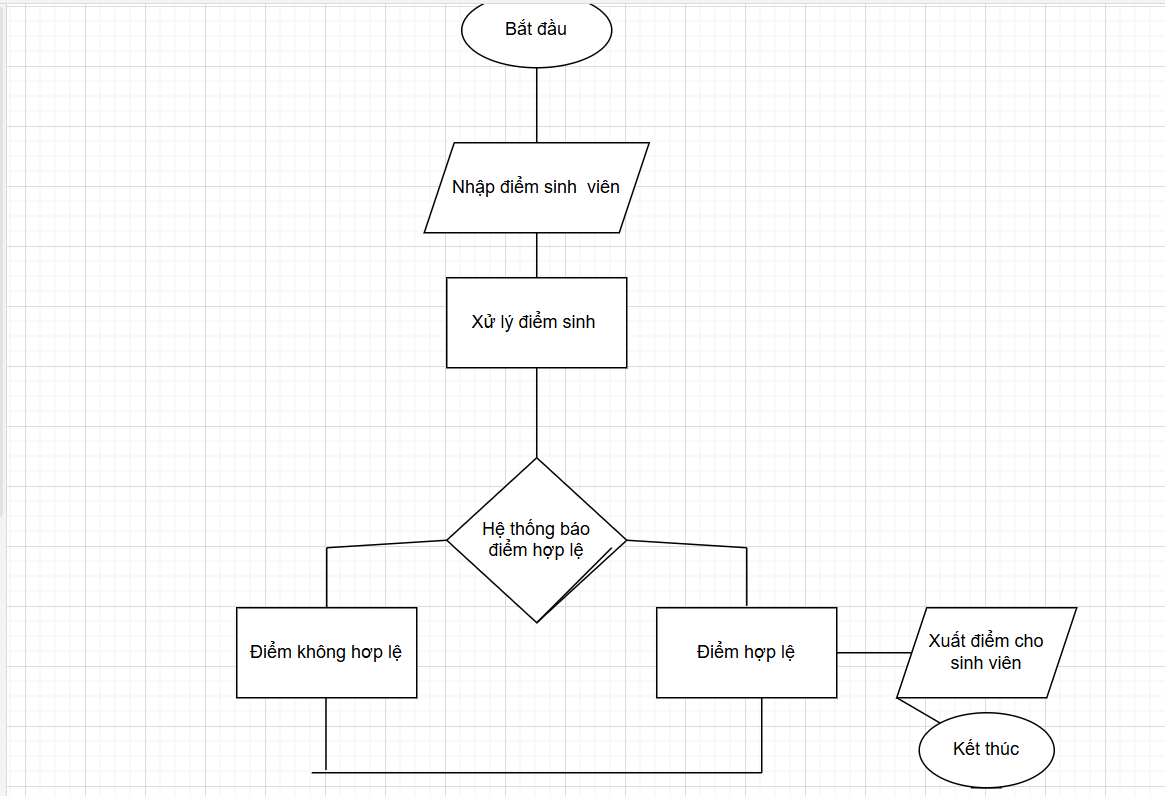 Bắt đầu
Nhập điểm sinh viên
Xử lý điểm sinh
Hệ thống báo
điểm hợp lệ
Điểm không hơp lệ
Điểm hợp lệ
Xuất điểm cho
sinh viên
Kết thúc